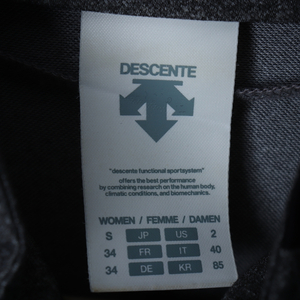 DESCENTE
"descente functional sportsystem"
offers the best performance
by combining research on the human body,
climatic conditions, and biomechanics.
WOMEN / FEMME / DAMEN
S JP US 2
34 FR IT 40
34 DE KR 85